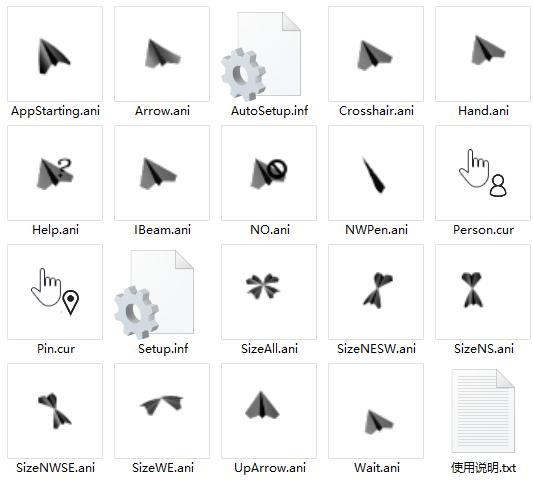 AppStarting.ani
Arrow.ani
AutoSetup.inf
Crosshair.ani
Hand.ani
Help.ani
IBeam.ani
NO.ani
NWPen.ani
Person.cur
Pin.cur
Setup.inf
SizeAll.ani
SizeNESW.ani
SizeNS.ani
SizeNWSE.ani
SizeWE.ani
UpArrow.ani
Wait.ani
使用说明.txt